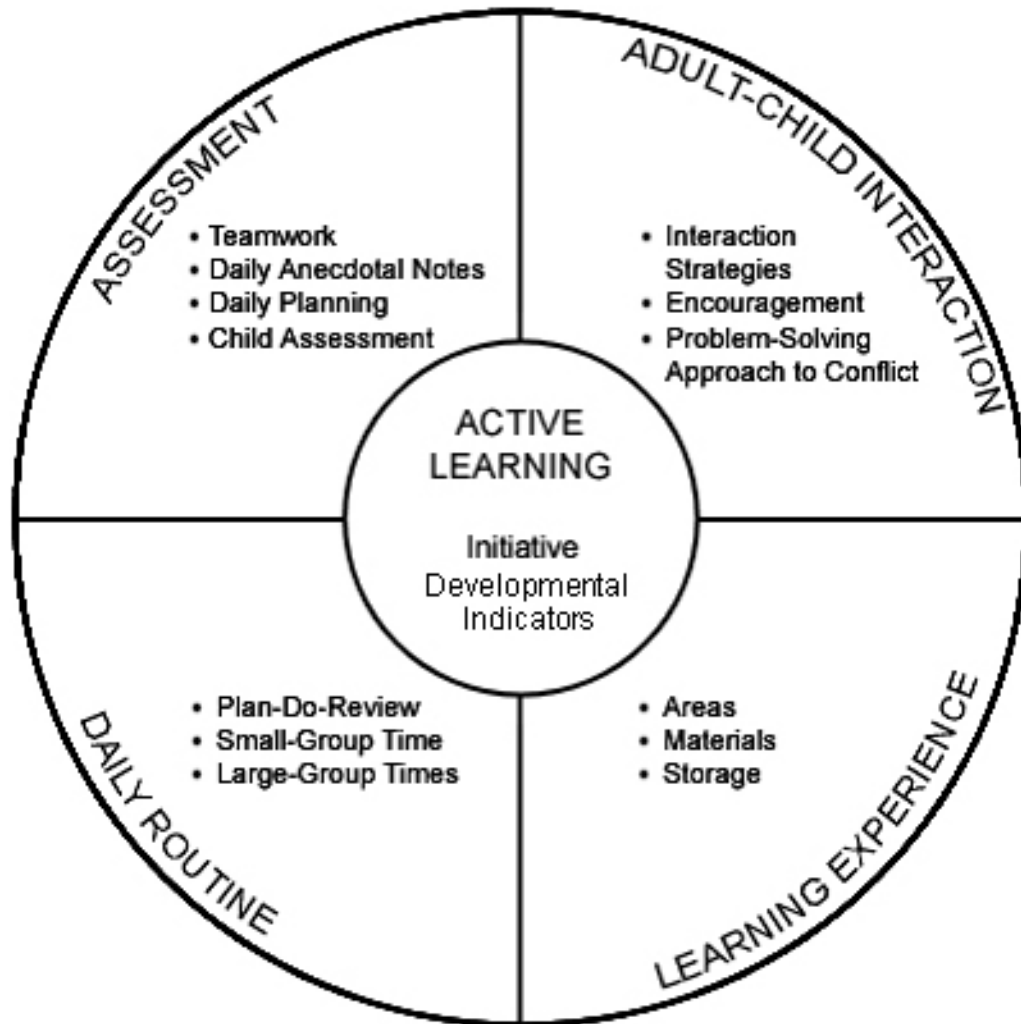 ASSESSMENT
• Teamwork
• Daily Anecdotal Notes
• Daily Planning
• Child Assessment
ADULT-CHILD INTERACTION
• Interaction
Strategies
• Encouragement
• Problem-Solving
Approach to Conflict
ACTIVE
LEARNING
Initiative
Developmental
Indicators
DAILY ROUTINE
• Plan-Do-Review
• Small-Group Time
• Large-Group Times
LEARNING EXPERIENCE
• Areas
• Materials
• Storage